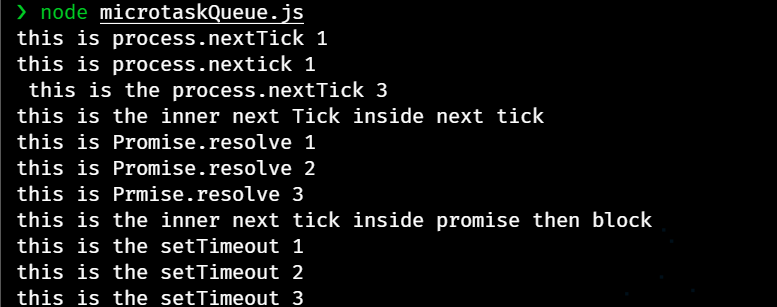 ❯ node microtaskQueue.js
this is process.nextTick 1
this is process.nextick 1
 this is the process.nextTick 3
this is the inner next Tick inside next tick
this is Promise.resolve 1
this is Promise.resolve 2
this is Prmise.resolve 3
this is the inner next tick inside promise then block
this is the setTimeout 1
this is the setTimeout 2
this is the setTimeout 3